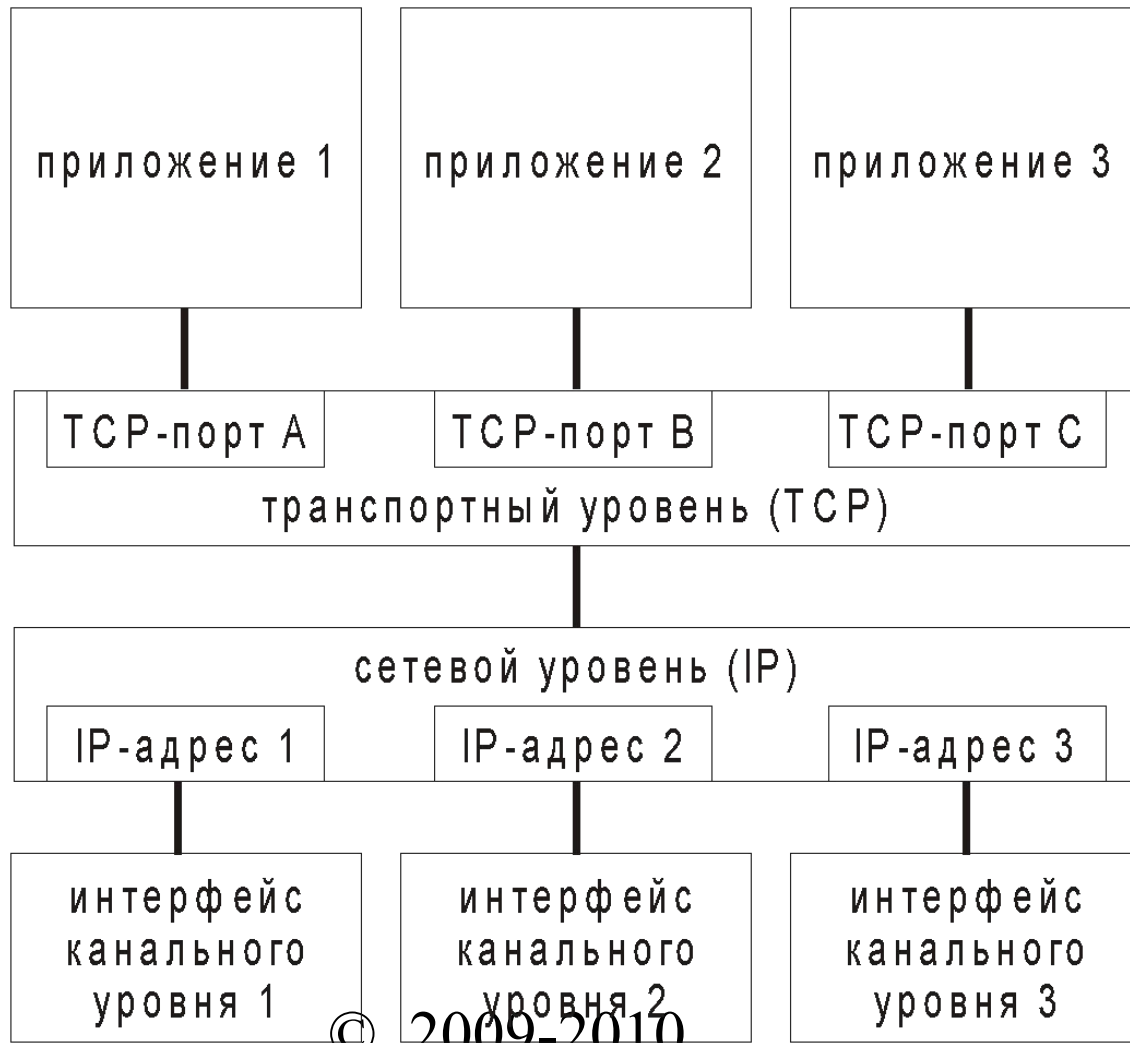 приложение 1
приложение 2
приложение 3
TCP-порт A
TCP-порт B
TCP-порт C
транспортный уровень (TCP)
сетевой уровень (IP)
IP-адрес 1
IP-адрес 2
IP-адрес 3
интерфейс
канального
уровня 1
интерфейс
канального
уровня 2
интерфейс
канального
уровня 3
© 2009-2010